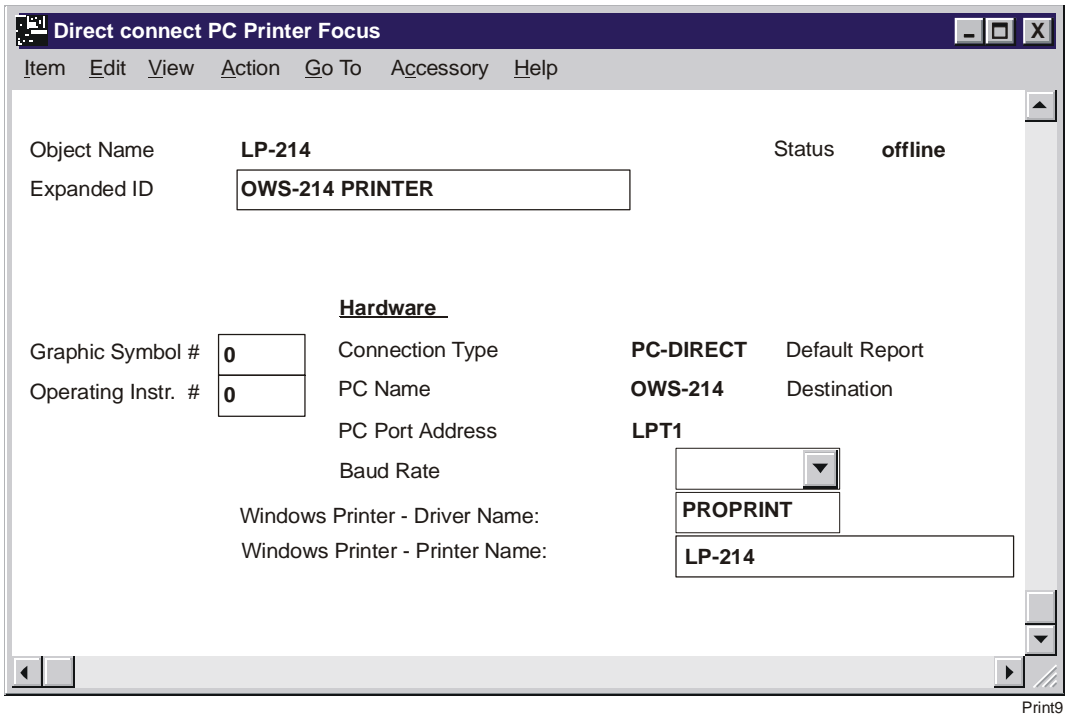 Direct connect PC Printer Focus X
Item Edit View Action Go To Accessory Help
Object Name LP-214 Status offline
Expanded ID OWS-214 PRINTER
Hardware
Graphic Symbol # 0 Connection Type PC-DIRECT Default Report
Operating Instr. # 0 PC Name OWS-214 Destination
PC Port Address LPT1
Baud Rate
Windows Printer - Driver Name: PROPRINT
Windows Printer - Printer Name: LP-214
Print9